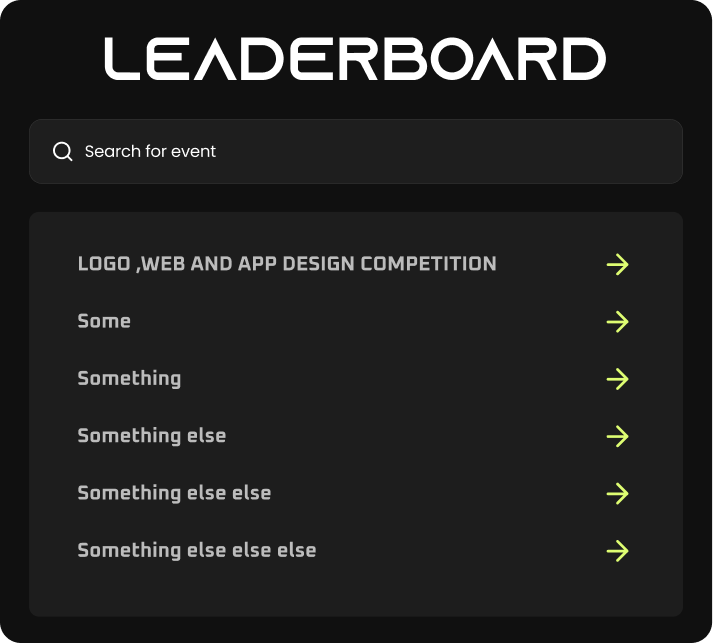 LEADERBOARD
Search for event
LOGO ,WEB AND APP DESIGN COMPETITION
Some
Something
Something else
Something else else
Something else else else